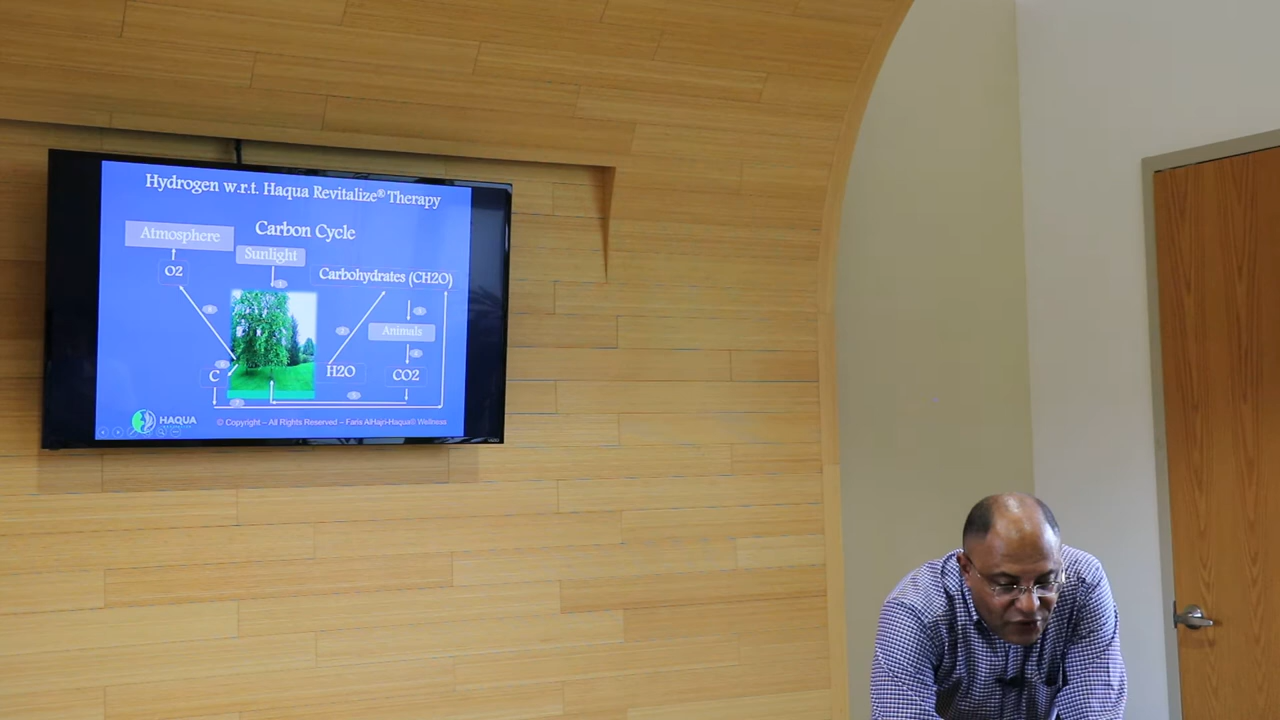 Hydrogen w.r.t. Haqua Revitalize® Therapy
Carbon Cycle
Atmosphere
Sunlight
O2
Carbohydrates (CH2O)
Animals
C
H2O
CO2
HAQUA
© Copyright – All Rights Reserved – Faris AlHajri-Haqua® Wellness